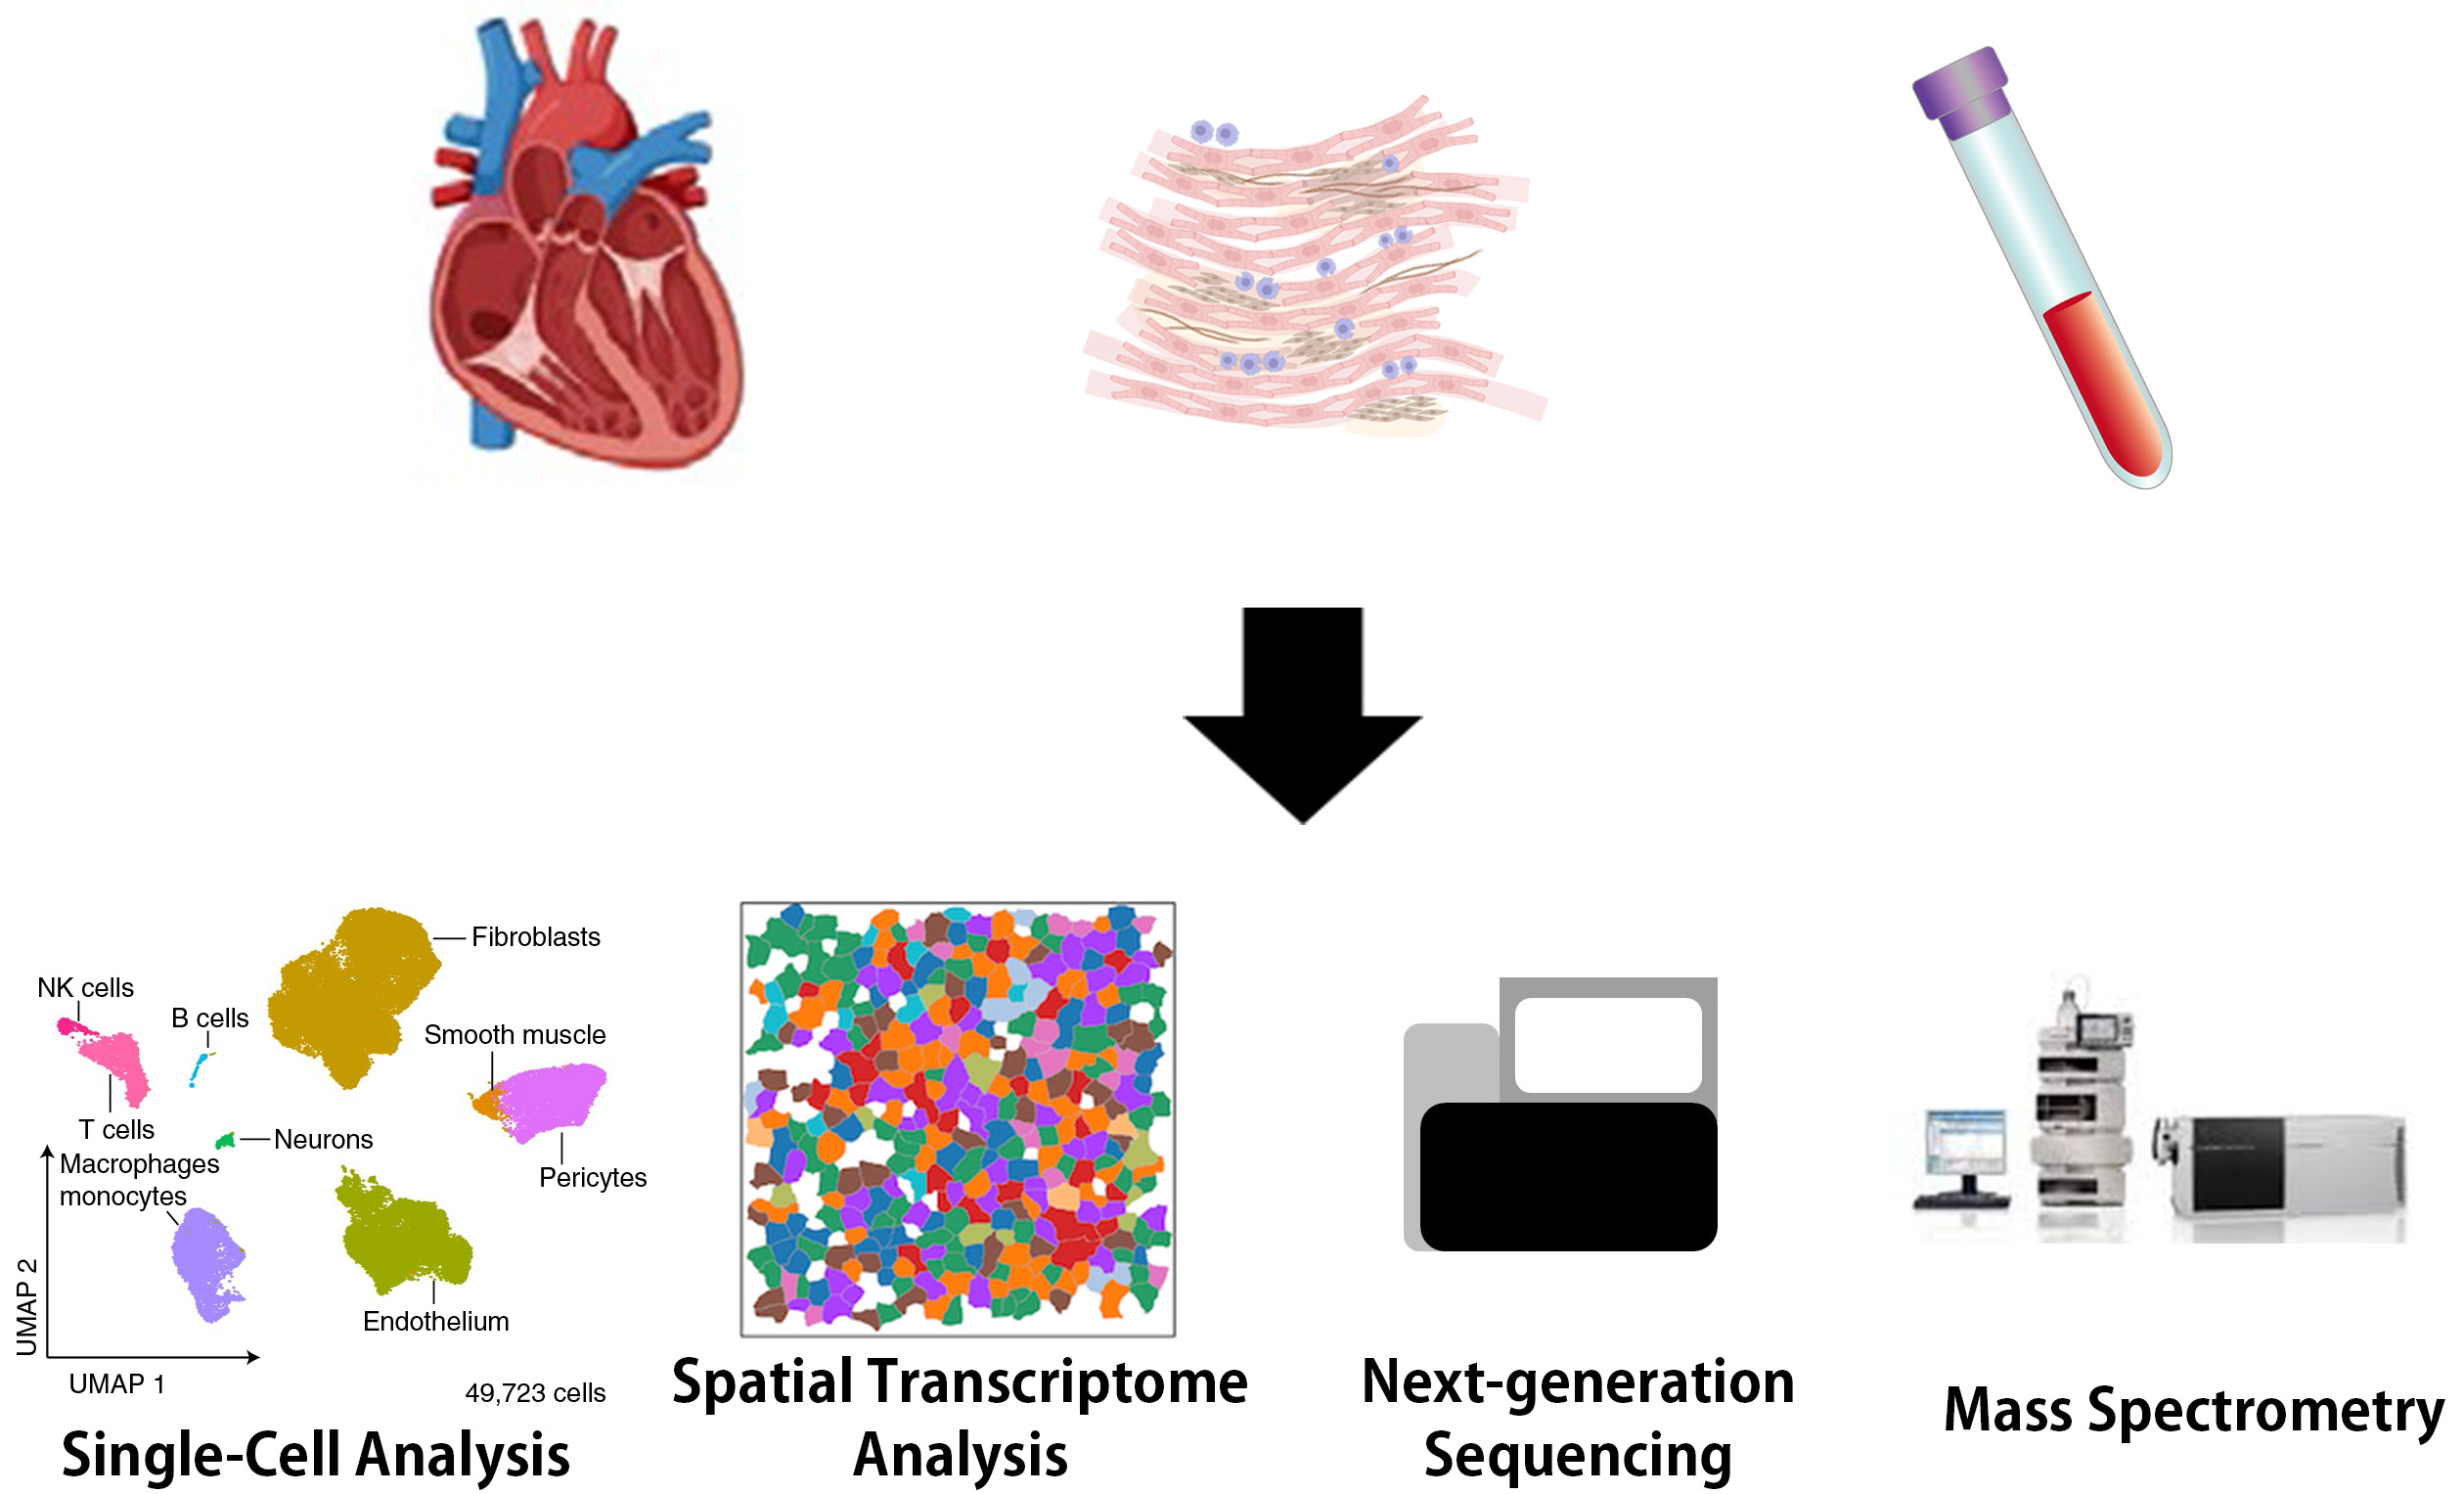 Fibroblasts
NK cells
B cells
Smooth muscle
T cells
Neurons
Macrophages
monocytes
Pericytes
Endothelium
UMAP 2
UMAP 1
49,723 cells
Single-Cell Analysis
Spatial Transcriptome
Analysis
Next-generation
Sequencing
Mass Spectrometry